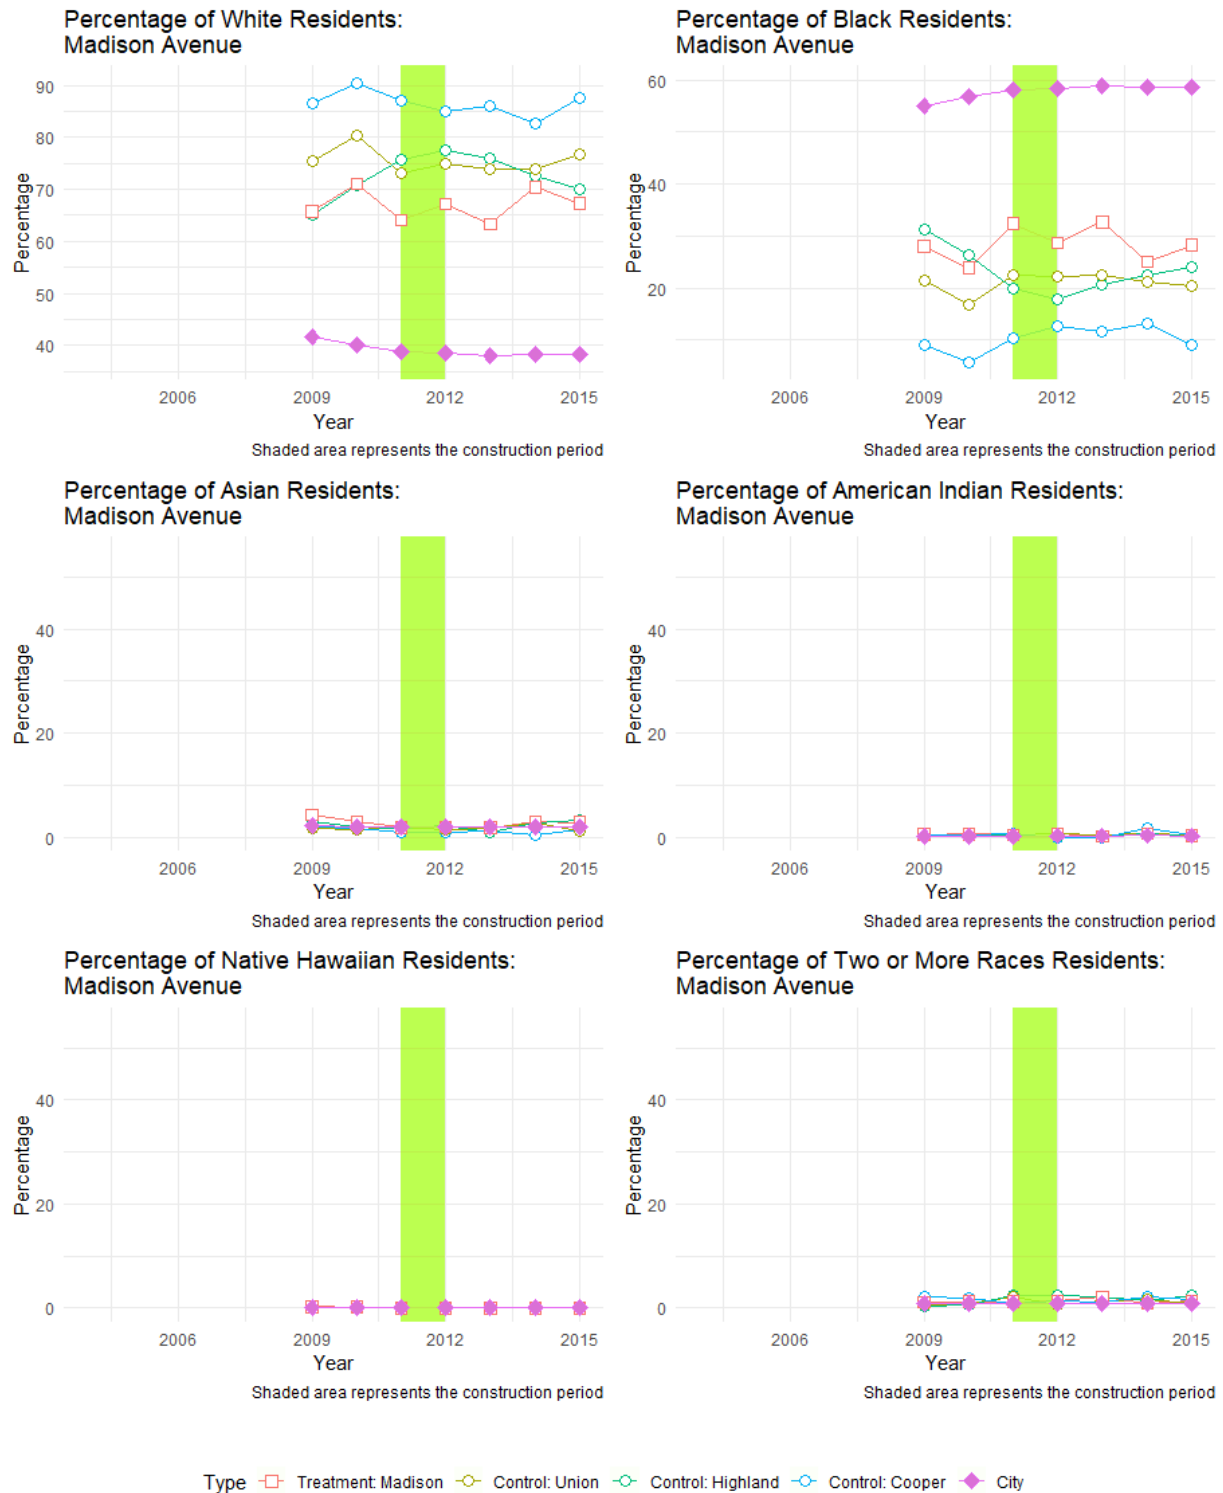 Percentage of White Residents:
Madison Avenue
90
80
70
60
50
40
Percentage
2006
2009
2012
2015
Year
Shaded area represents the construction period
Percentage of Black Residents:
Madison Avenue
60
40
20
Percentage
2006
2009
2012
2015
Year
Shaded area represents the construction period
Percentage of Asian Residents:
Madison Avenue
40
20
0
Percentage
2006
2009
2012
2015
Year
Shaded area represents the construction period
Percentage of American Indian Residents:
Madison Avenue
40
20
0
Percentage
2006
2009
2012
2015
Year
Shaded area represents the construction period
Percentage of Native Hawaiian Residents:
Madison Avenue
40
20
0
Percentage
2006
2009
2012
2015
Year
Shaded area represents the construction period
Percentage of Two or More Races Residents:
Madison Avenue
40
20
0
Percentage
2006
2009
2012
2015
Year
Shaded area represents the construction period
Type Treatment: Madison Control: Union Control: Highland Control: Cooper City